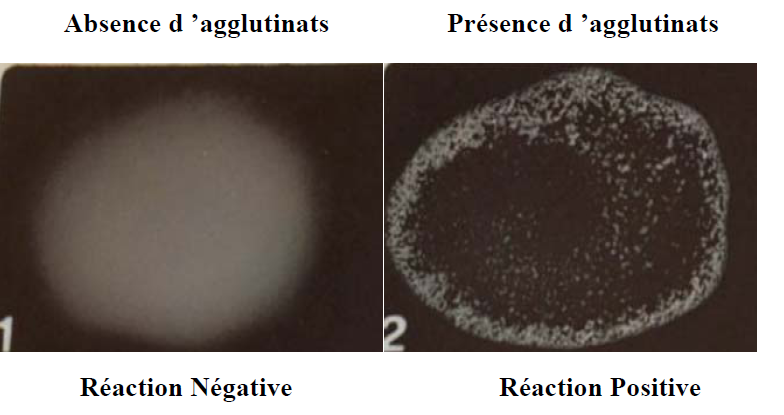 Absence d ’agglutinats
Présence d ’agglutinats
1
2
Réaction Négative
Réaction Positive